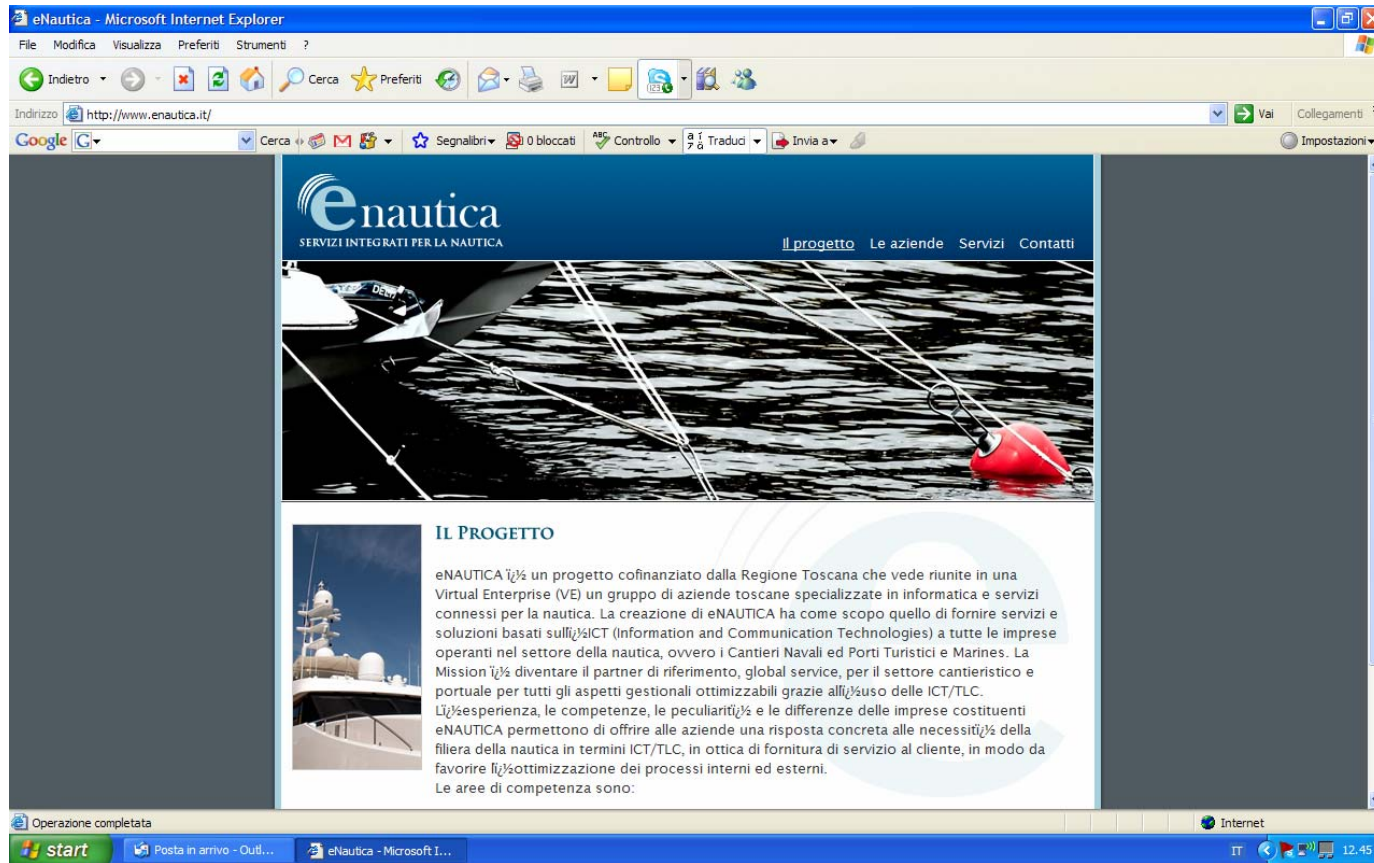 eNautica - Microsoft Internet Explorer
File Modifica Visualizza Preferiti Strumenti ?
Indietro Cerca Preferiti
Indirizzo http://www.enautica.it/ Vai Collegamenti
Google G Cerca Segnalibri 0 bloccati ABC Controllo Traduci Invia a Impostazioni
enautica
SERVIZI INTEGRATI PER LA NAUTICA
Il progetto Le aziende Servizi Contatti
DELTA
IL PROGETTO
eNAUTICA ï¿½ un progetto cofinanziato dalla Regione Toscana che vede riunite in una
Virtual Enterprise (VE) un gruppo di aziende toscane specializzate in informatica e servizi
connessi per la nautica. La creazione di eNAUTICA ha come scopo quello di fornire servizi e
soluzioni basati sullï¿½ICT (Information and Communication Technologies) a tutte le imprese
operanti nel settore della nautica, ovvero i Cantieri Navali ed Porti Turistici e Marines. La
Mission ï¿½ diventare il partner di riferimento, global service, per il settore cantieristico e
portuale per tutti gli aspetti gestionali ottimizzabili grazie allï¿½uso delle ICT/TLC.
Lï¿½esperienza, le competenze, le peculiaritï¿½ e le differenze delle imprese costituenti
eNAUTICA permettono di offrire alle aziende una risposta concreta alle necessitï¿½ della
filiera della nautica in termini ICT/TLC, in ottica di fornitura di servizio al cliente, in modo da
favorire lï¿½ottimizzazione dei processi interni ed esterni.
Le aree di competenza sono:
Operazione completata Internet
start Posta in arrivo - Outl... eNautica - Microsoft I... IT 12.45